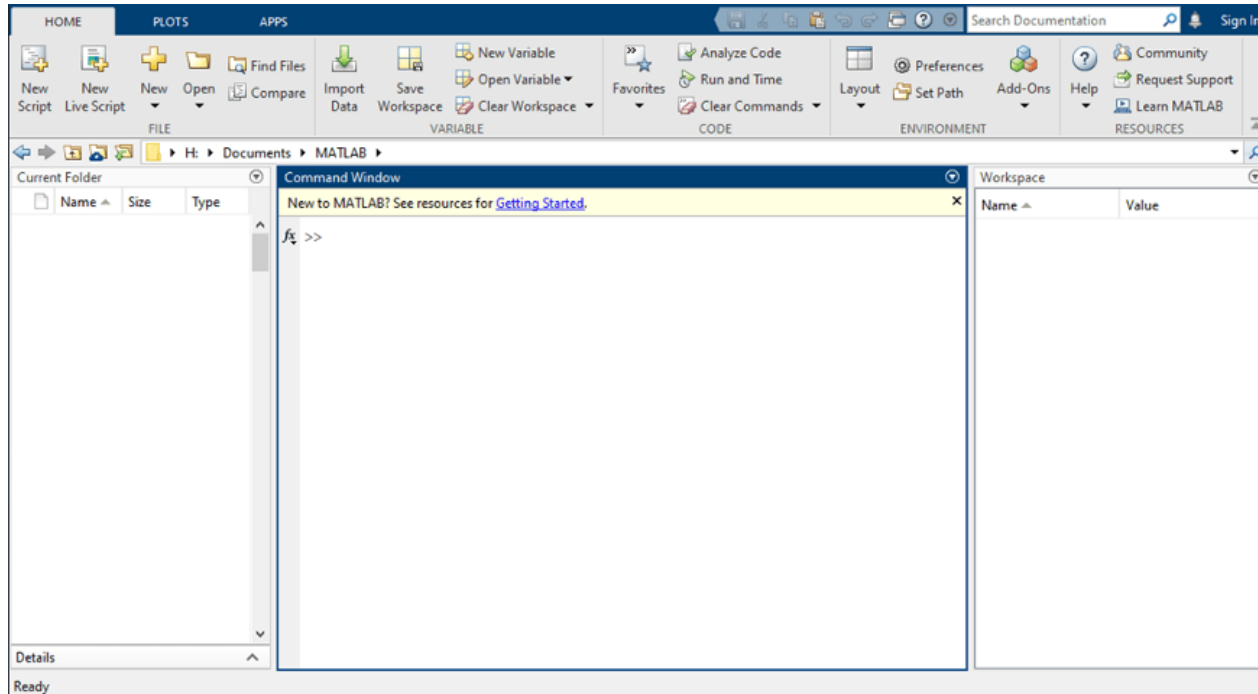 HOME PLOTS APPS Search Documentation Sign In
New Script
New Live Script
New
Open
Find Files
Compare
FILE
Import Data
Save Workspace
New Variable
Open Variable
Clear Workspace
VARIABLE
Favorites
Analyze Code
Run and Time
Clear Commands
CODE
Layout
Preferences
Set Path
Add-Ons
ENVIRONMENT
? Help
Community
Request Support
Learn MATLAB
RESOURCES
H: Documents MATLAB
Current Folder
Name Size Type
Details
Command Window
New to MATLAB? See resources for Getting Started. ×
fx >>
Workspace
Name Value
Ready